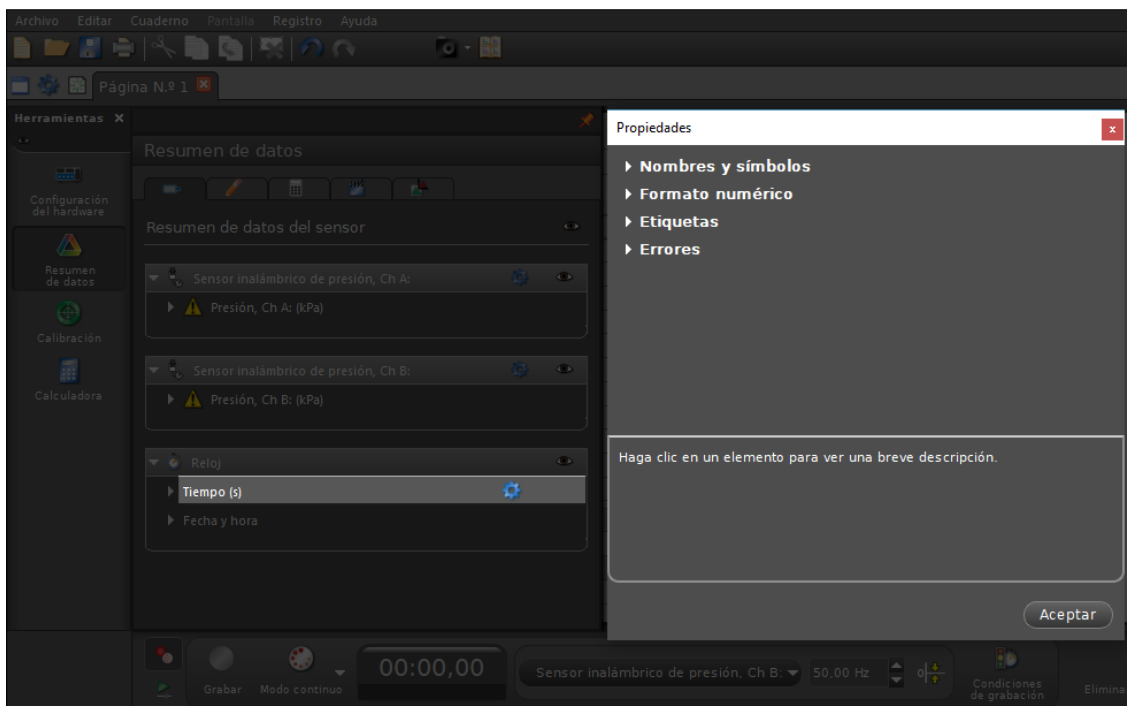 Archivo Editar Cuaderno Pantalla Registro Ayuda
Página N.º 1
Herramientas
Configuración
del hardware
Resumen
de datos
Calibración
Calculadora
Resumen de datos
Resumen de datos del sensor
Sensor inalámbrico de presión, Ch A:
Presión, Ch A: (kPa)
Sensor inalámbrico de presión, Ch B:
Presión, Ch B: (kPa)
Reloj
Tiempo (s)
Fecha y hora
Propiedades
Nombres y símbolos
Formato numérico
Etiquetas
Errores
Haga clic en un elemento para ver una breve descripción.
Aceptar
Grabar
Modo continuo
00:00,00
Sensor inalámbrico de presión, Ch B:
50,00 Hz
Condiciones
de grabación
Elimina